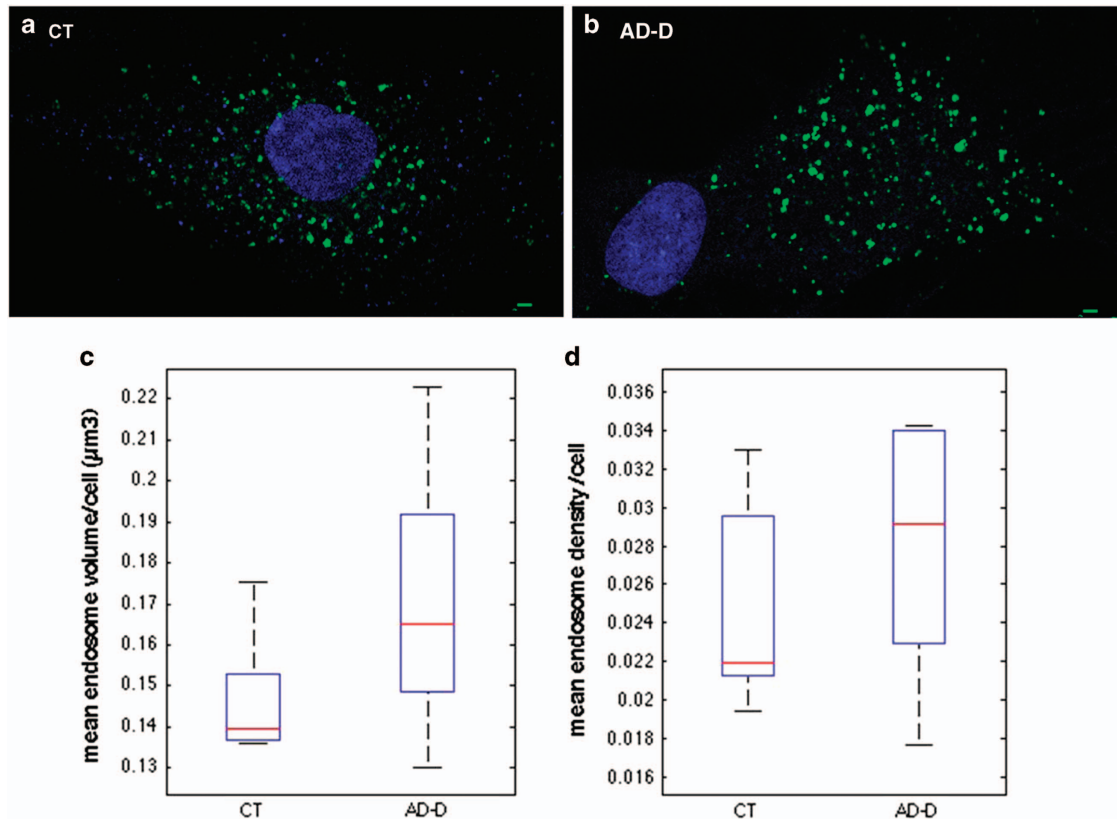 a CT
b AD-D
c
mean endosome volume/cell (µm3)
0.22
0.21
0.2
0.19
0.18
0.17
0.16
0.15
0.14
0.13
CT AD-D
d
mean endosome density/cell
0.036
0.034
0.032
0.03
0.028
0.026
0.024
0.022
0.02
0.018
0.016
CT AD-D